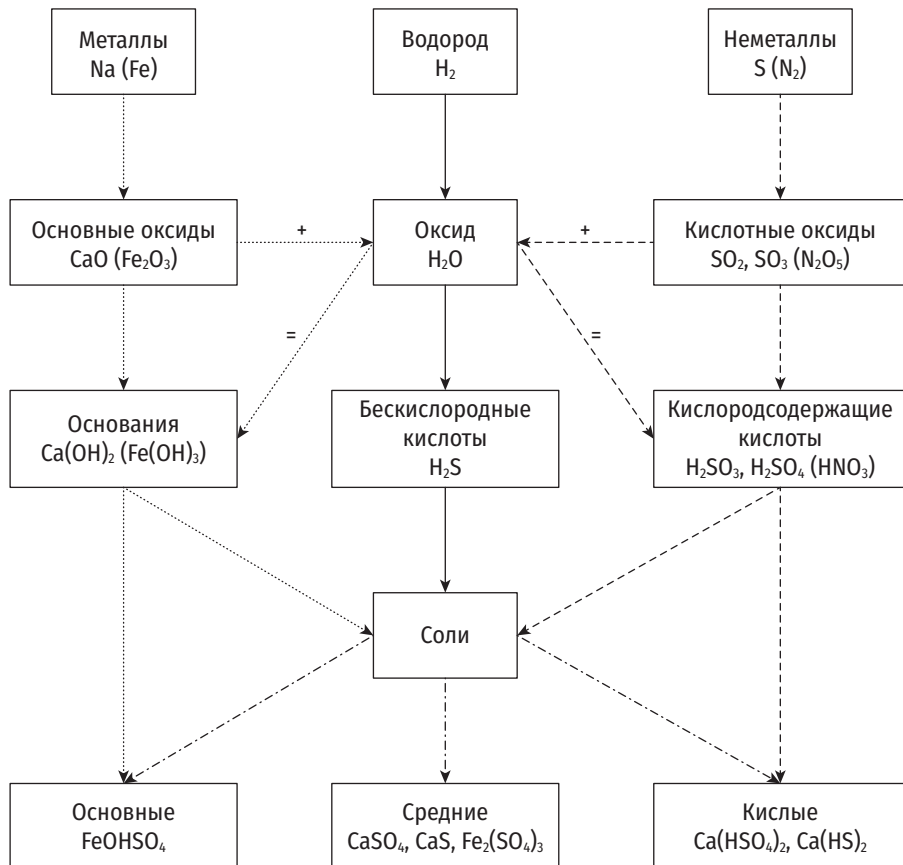 Металлы
Na (Fe)
Водород
H₂
Неметаллы
S (N₂)
Основные оксиды
CaO (Fe₂O₃)
+
Оксид
H₂O
+
Кислотные оксиды
SO₂, SO₃ (N₂O₅)
=
=
Основания
Ca(OH)₂ (Fe(OH)₃)
Бескислородные
кислоты
H₂S
Кислородсодержащие
кислоты
H₂SO₃, H₂SO₄ (HNO₃)
Соли
Основные
FeOHSO₄
Средние
CaSO₄, CaS, Fe₂(SO₄)₃
Кислые
Ca(HSO₄)₂, Ca(HS)₂